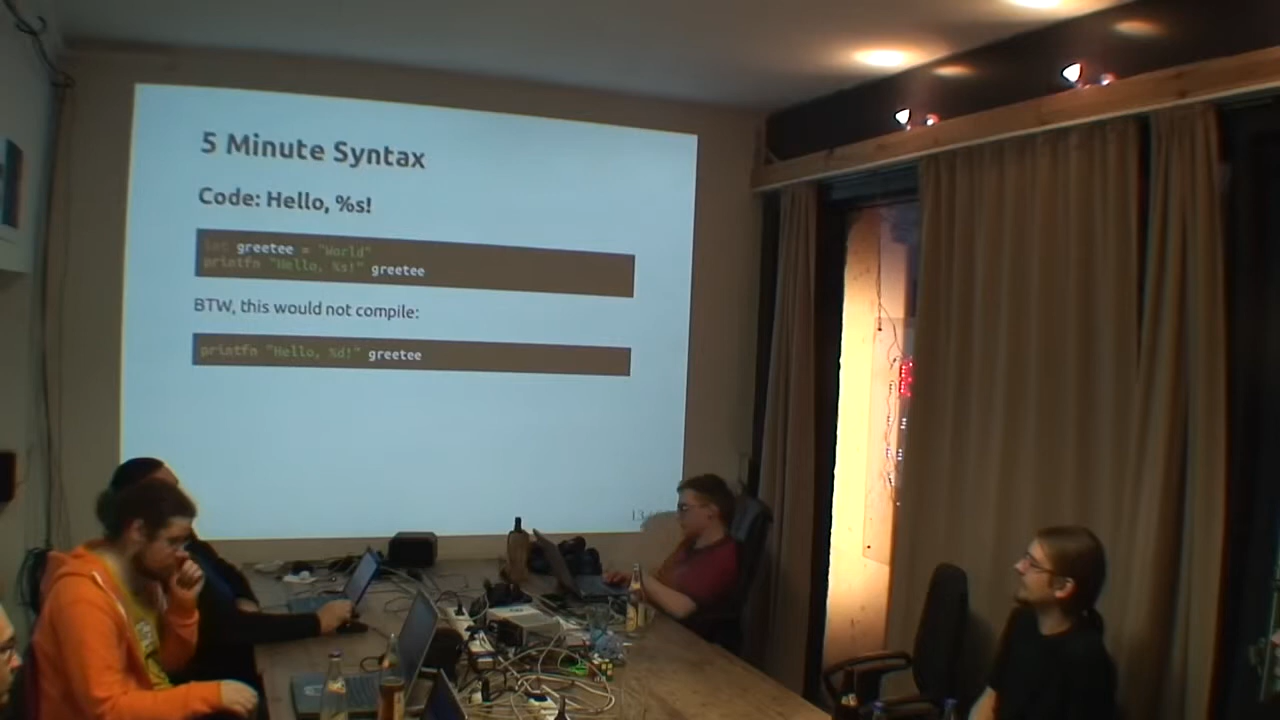 5 Minute Syntax
Code: Hello, %s!
let greetee = "World"
printfn "Hello, %s!" greetee
BTW, this would not compile:
printfn "Hello, %d!" greetee